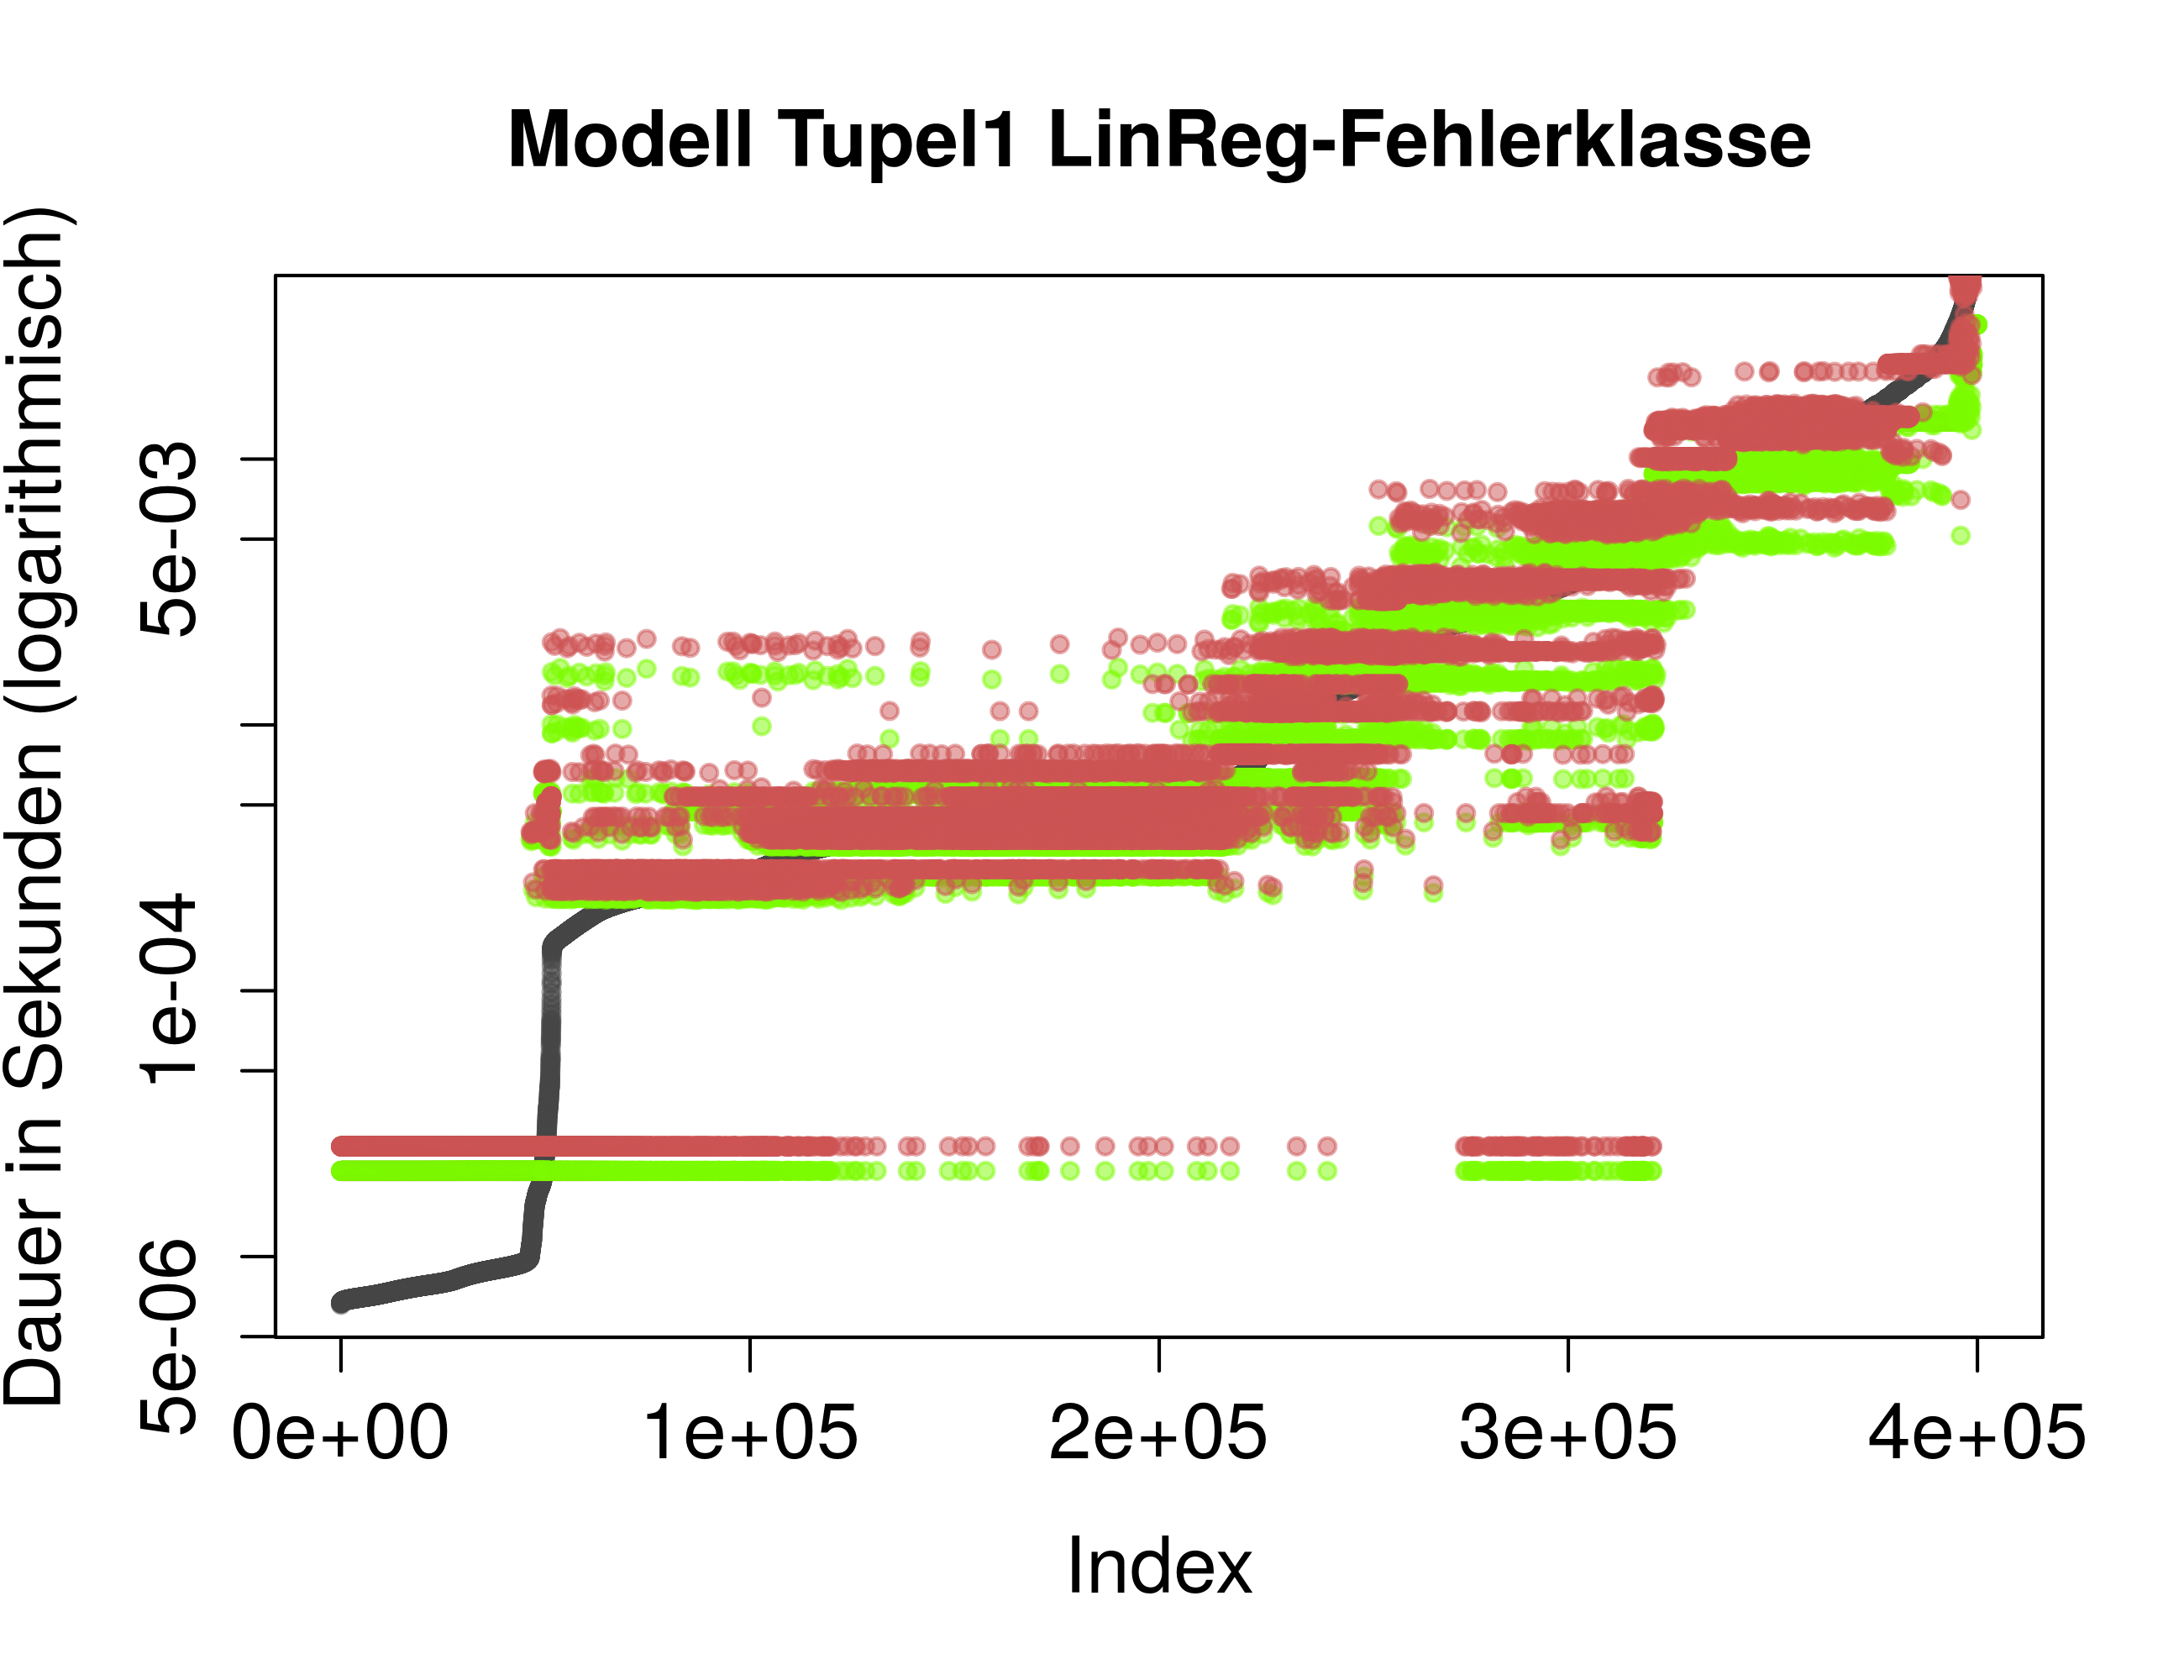 Modell Tupel1 LinReg-Fehlerklasse
Dauer in Sekunden (logarithmisch)
5e-03
1e-04
5e-06
0e+00 1e+05 2e+05 3e+05 4e+05
Index